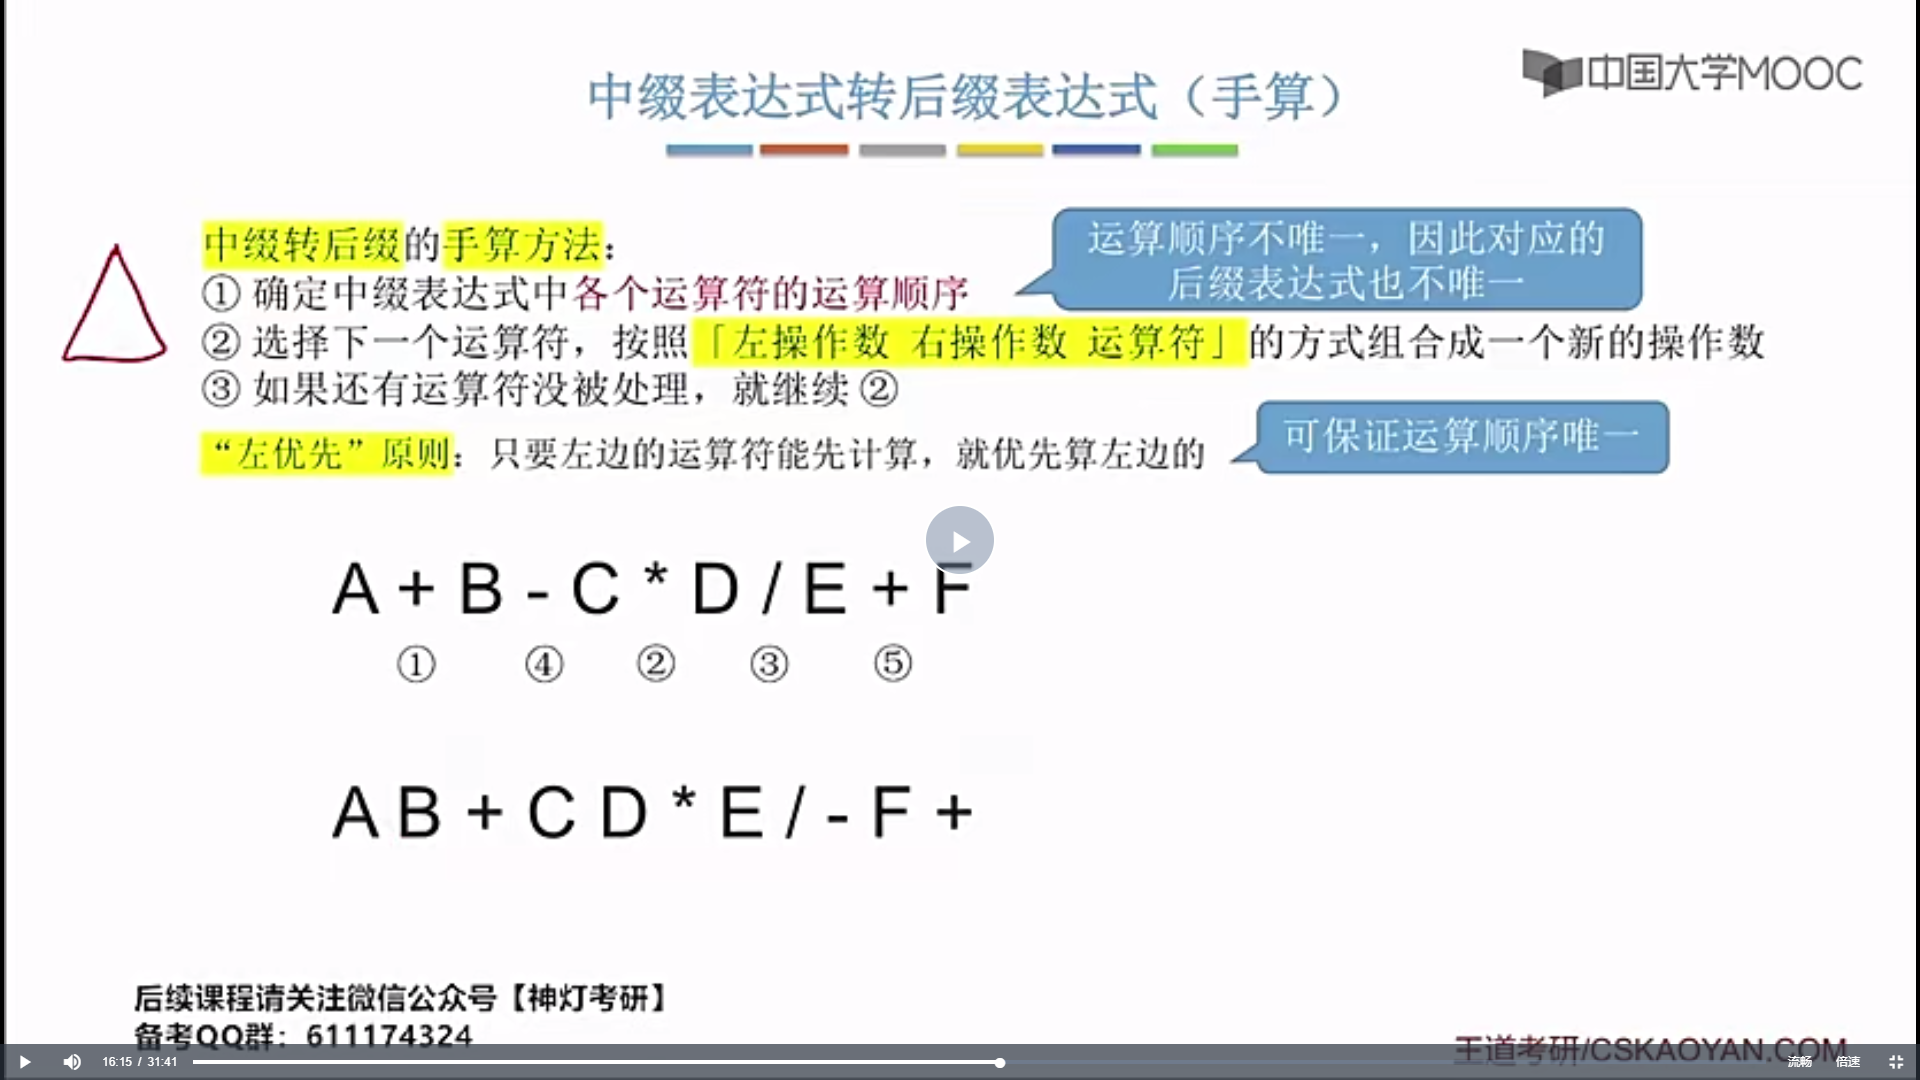 中国大学MOOC
中缀表达式转后缀表达式（手算）
中缀转后缀的手算方法：
① 确定中缀表达式中各个运算符的运算顺序
运算顺序不唯一，因此对应的
后缀表达式也不唯一
② 选择下一个运算符，按照「左操作数 右操作数 运算符」的方式组合成一个新的操作数
③ 如果还有运算符没被处理，就继续 ②
“左优先”原则：只要左边的运算符能先计算，就优先算左边的
可保证运算顺序唯一
A + B - C * D / E + F
① ④ ② ③ ⑤
A B + C D * E / - F +
后续课程请关注微信公众号【神灯考研】
备考QQ群：611174324
王道考研/CSKAOYAN.COM
16:15 / 31:41
流畅 倍速